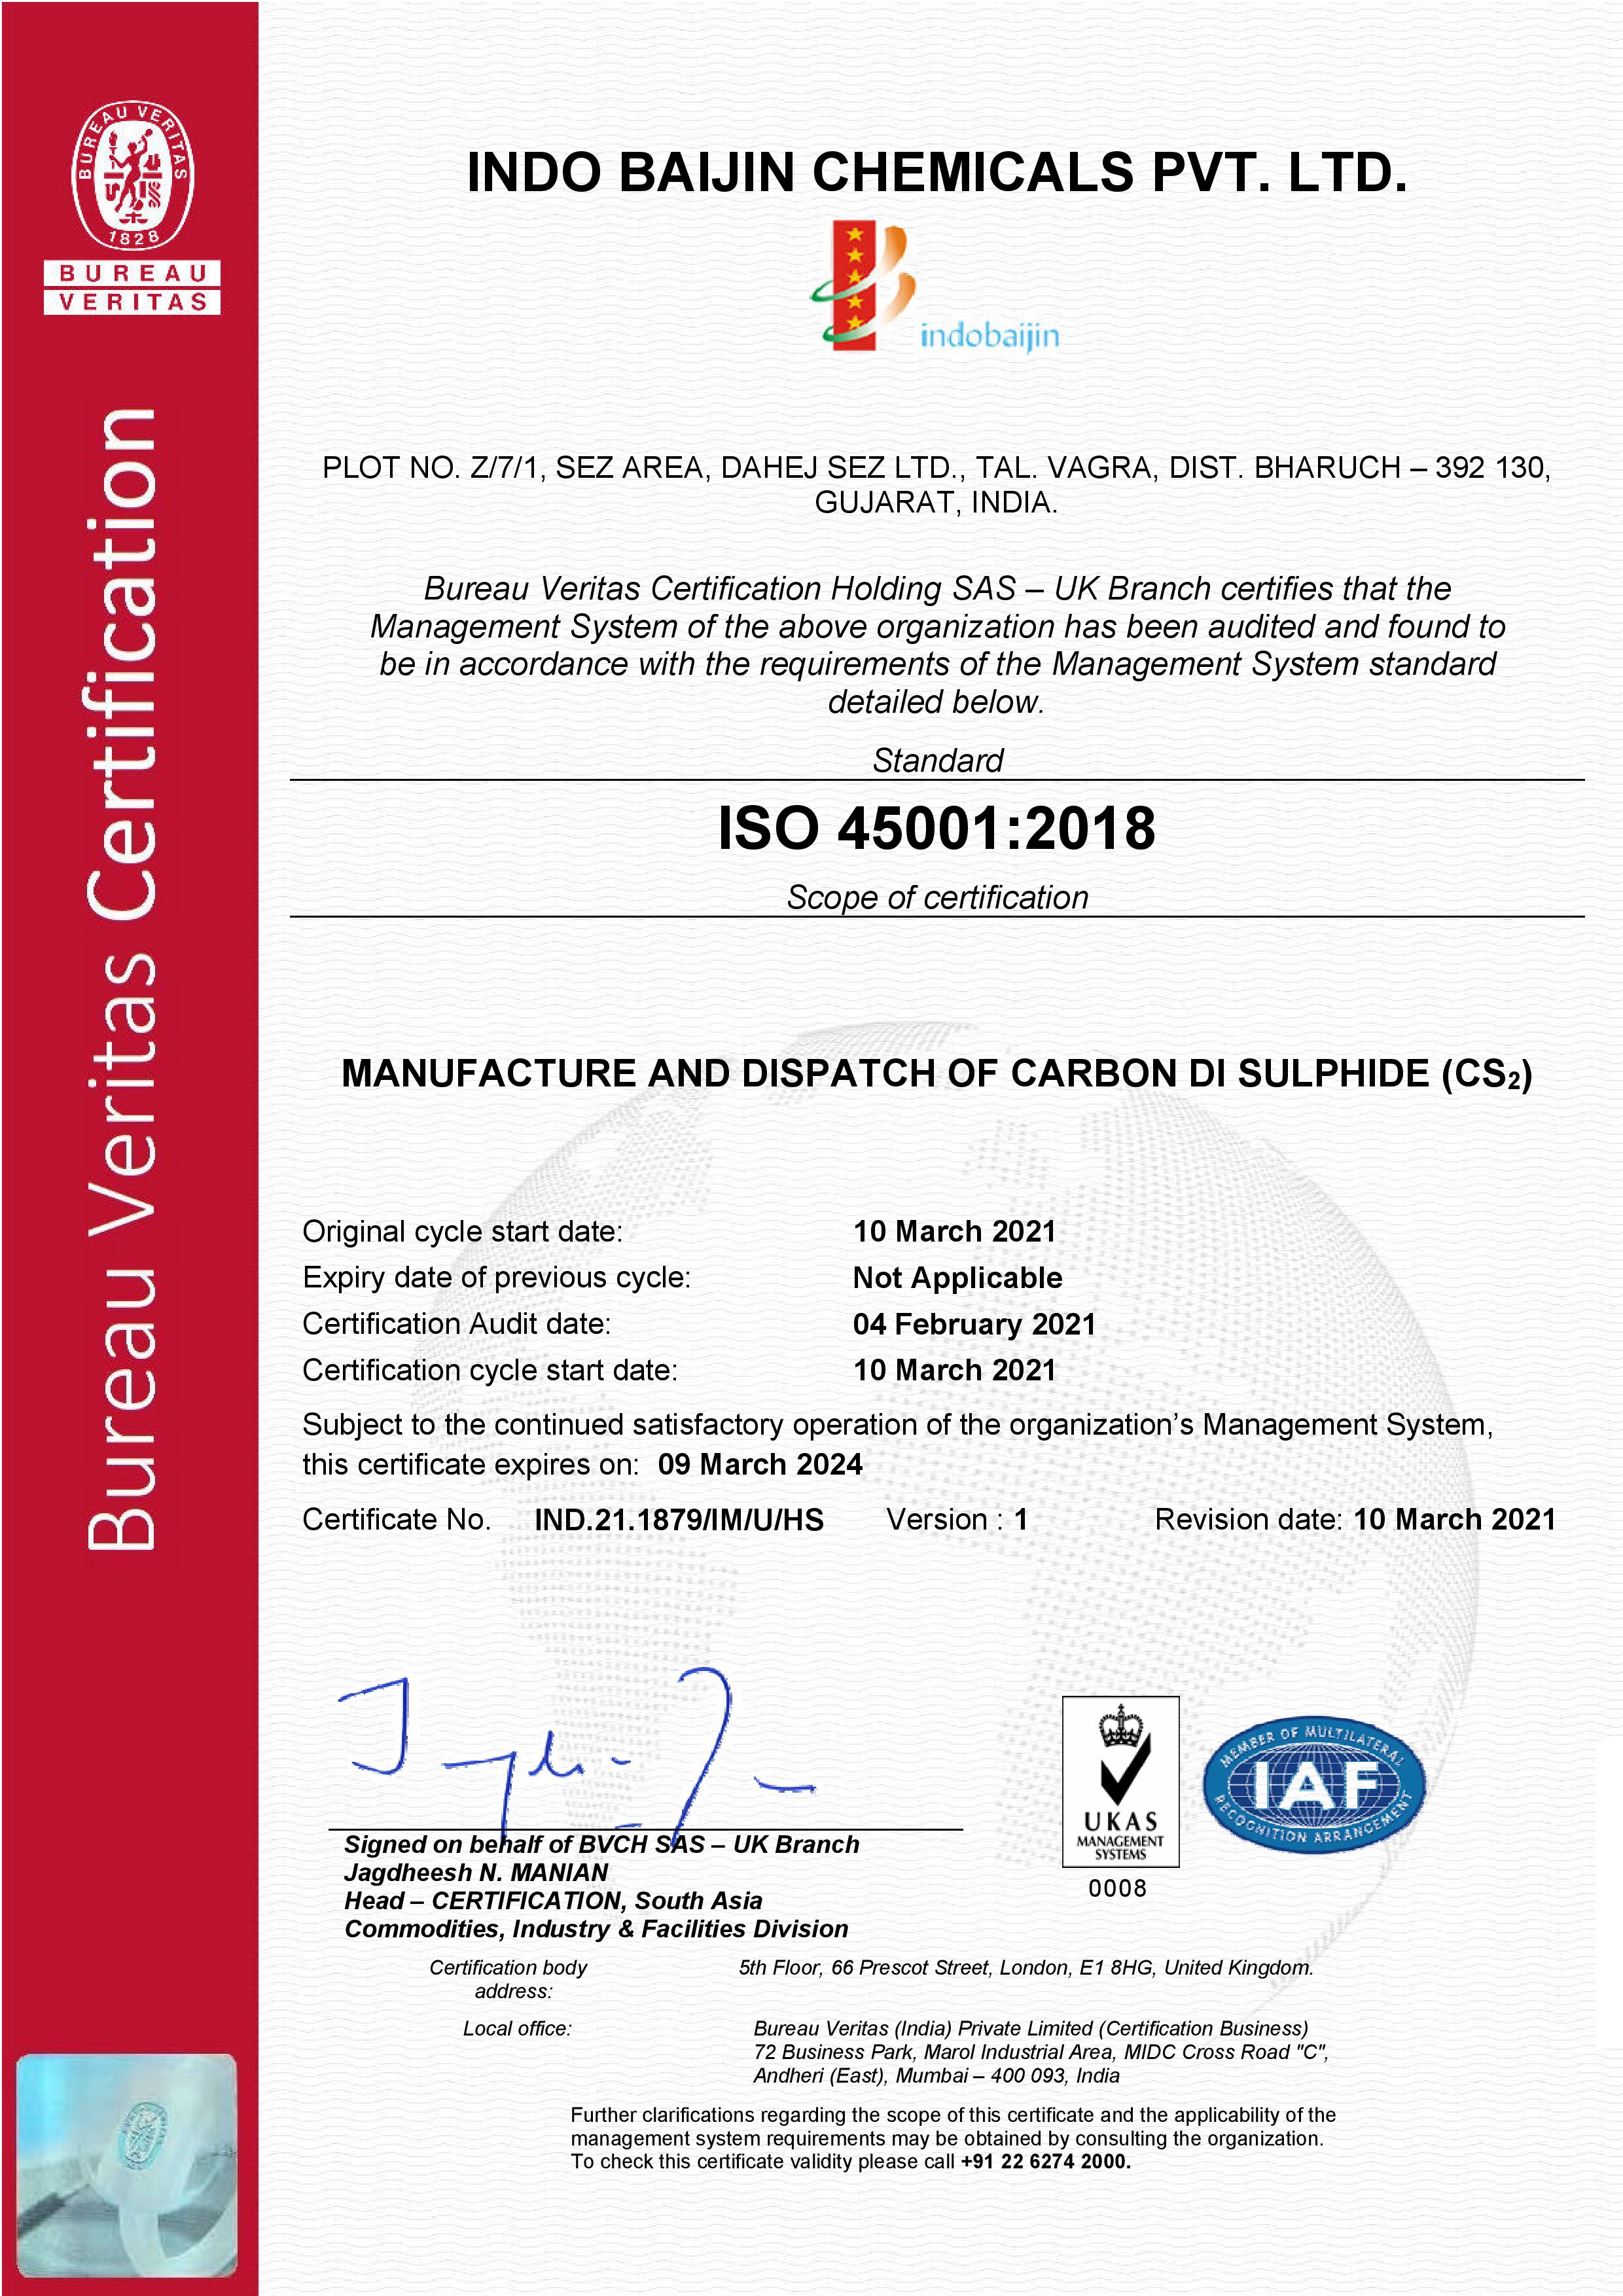 BUREAU VERITAS
1828
BUREAU
VERITAS
Bureau Veritas Certification
INDO BAIJIN CHEMICALS PVT. LTD.
indobaijin
PLOT NO. Z/7/1, SEZ AREA, DAHEJ SEZ LTD., TAL. VAGRA, DIST. BHARUCH – 392 130,
GUJARAT, INDIA.
Bureau Veritas Certification Holding SAS – UK Branch certifies that the
Management System of the above organization has been audited and found to
be in accordance with the requirements of the Management System standard
detailed below.
Standard
ISO 45001:2018
Scope of certification
MANUFACTURE AND DISPATCH OF CARBON DI SULPHIDE (CS₂)
Original cycle start date: 10 March 2021
Expiry date of previous cycle: Not Applicable
Certification Audit date: 04 February 2021
Certification cycle start date: 10 March 2021
Subject to the continued satisfactory operation of the organization’s Management System,
this certificate expires on: 09 March 2024
Certificate No. IND.21.1879/IM/U/HS Version : 1 Revision date: 10 March 2021
Signed on behalf of BVCH SAS – UK Branch
Jagdheesh N. MANIAN
Head – CERTIFICATION, South Asia
Commodities, Industry & Facilities Division
UKAS
MANAGEMENT
SYSTEMS
0008
MEMBER OF MULTILATERAL
IAF
RECOGNITION ARRANGEMENT
Certification body
address:
5th Floor, 66 Prescot Street, London, E1 8HG, United Kingdom.
Local office:
Bureau Veritas (India) Private Limited (Certification Business)
72 Business Park, Marol Industrial Area, MIDC Cross Road "C",
Andheri (East), Mumbai – 400 093, India
Further clarifications regarding the scope of this certificate and the applicability of the
management system requirements may be obtained by consulting the organization.
To check this certificate validity please call +91 22 6274 2000.